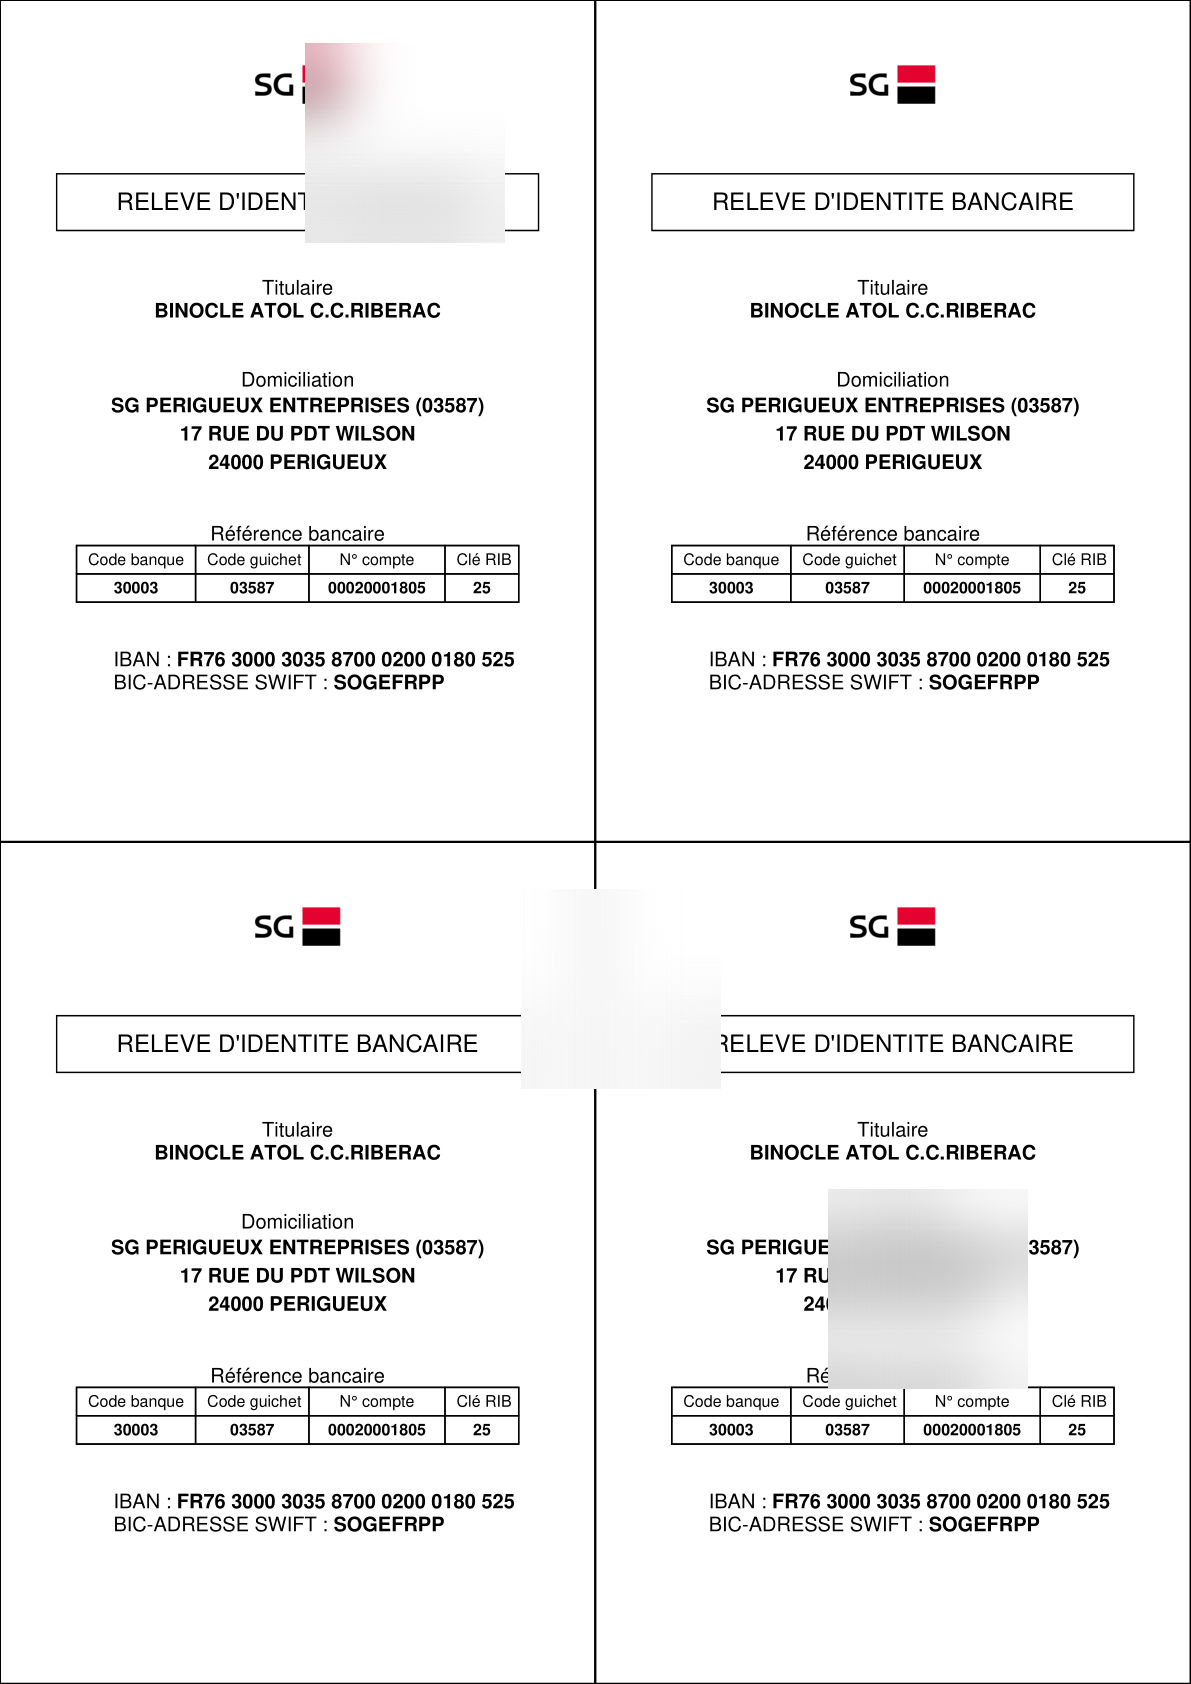 SG
RELEVE D'IDENT
Titulaire
BINOCLE ATOL C.C.RIBERAC
Domiciliation
SG PERIGUEUX ENTREPRISES (03587)
17 RUE DU PDT WILSON
24000 PERIGUEUX
Référence bancaire
Code banque Code guichet N° compte Clé RIB
30003 03587 00020001805 25
IBAN : FR76 3000 3035 8700 0200 0180 525
BIC-ADRESSE SWIFT : SOGEFRPP
SG
RELEVE D'IDENTITE BANCAIRE
Titulaire
BINOCLE ATOL C.C.RIBERAC
Domiciliation
SG PERIGUEUX ENTREPRISES (03587)
17 RUE DU PDT WILSON
24000 PERIGUEUX
Référence bancaire
Code banque Code guichet N° compte Clé RIB
30003 03587 00020001805 25
IBAN : FR76 3000 3035 8700 0200 0180 525
BIC-ADRESSE SWIFT : SOGEFRPP
SG
RELEVE D'IDENTITE BANCAIRE
Titulaire
BINOCLE ATOL C.C.RIBERAC
Domiciliation
SG PERIGUEUX ENTREPRISES (03587)
17 RUE DU PDT WILSON
24000 PERIGUEUX
Référence bancaire
Code banque Code guichet N° compte Clé RIB
30003 03587 00020001805 25
IBAN : FR76 3000 3035 8700 0200 0180 525
BIC-ADRESSE SWIFT : SOGEFRPP
SG
RELEVE D'IDENTITE BANCAIRE
Titulaire
BINOCLE ATOL C.C.RIBERAC
SG PERIGUE 3587)
17 RU
24
Ré
Code banque Code guichet N° compte Clé RIB
30003 03587 00020001805 25
IBAN : FR76 3000 3035 8700 0200 0180 525
BIC-ADRESSE SWIFT : SOGEFRPP